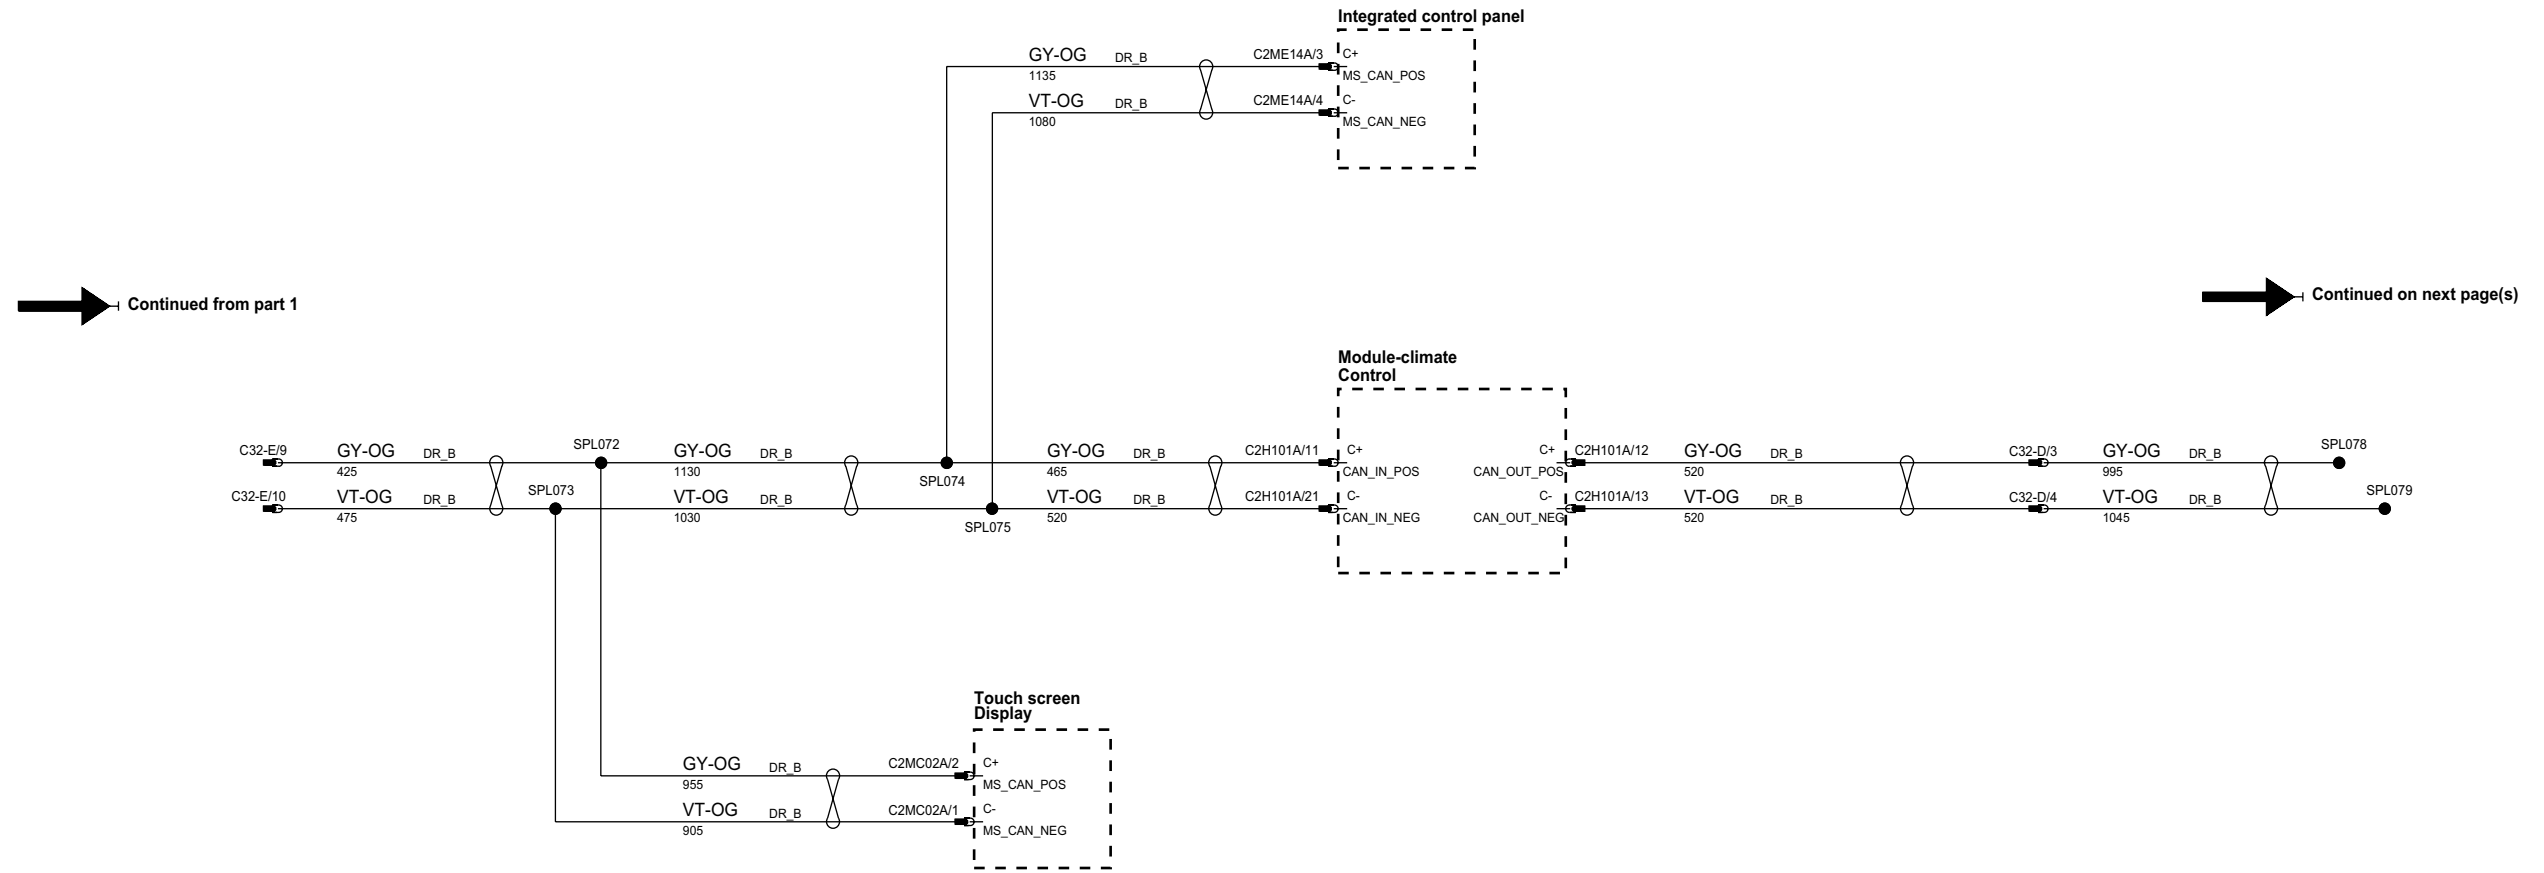 Integrated control panel
GY-OG DR_B C2ME14A/3 C+
1135 MS_CAN_POS
VT-OG DR_B C2ME14A/4 C-
1080 MS_CAN_NEG
Continued from part 1
Continued on next page(s)
Module-climate
Control
C32-E/9 GY-OG DR_B SPL072 GY-OG DR_B GY-OG DR_B C2H101A/11 C+ C+ C2H101A/12 GY-OG DR_B C32-D/3 GY-OG DR_B SPL078
425 1130 SPL074 465 CAN_IN_POS CAN_OUT_POS 520 995
C32-E/10 VT-OG DR_B SPL073 VT-OG DR_B VT-OG DR_B C2H101A/21 C- C- C2H101A/13 VT-OG DR_B C32-D/4 VT-OG DR_B SPL079
475 1030 SPL075 520 CAN_IN_NEG CAN_OUT_NEG 520 1045
Touch screen
Display
GY-OG DR_B C2MC02A/2 C+
955 MS_CAN_POS
VT-OG DR_B C2MC02A/1 C-
905 MS_CAN_NEG